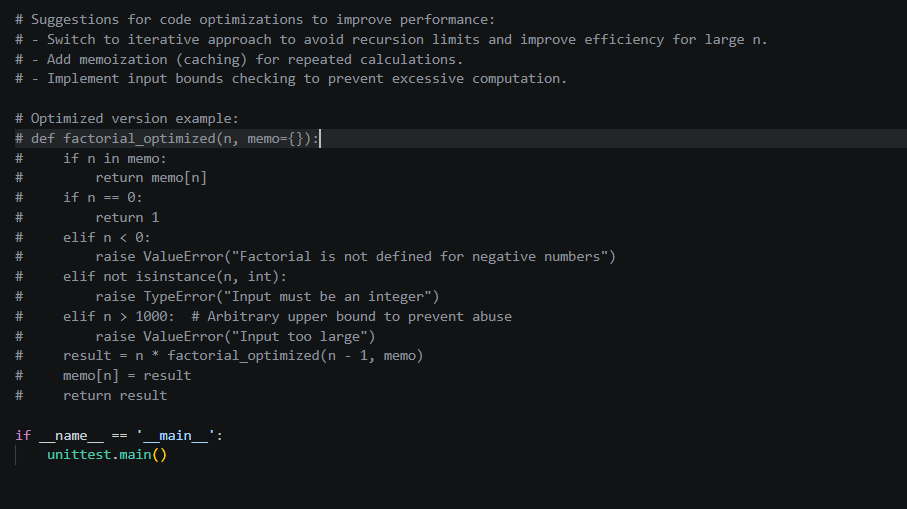 # Suggestions for code optimizations to improve performance:
# - Switch to iterative approach to avoid recursion limits and improve efficiency for large n.
# - Add memoization (caching) for repeated calculations.
# - Implement input bounds checking to prevent excessive computation.

# Optimized version example:
# def factorial_optimized(n, memo={}):
#     if n in memo:
#         return memo[n]
#     if n == 0:
#         return 1
#     elif n < 0:
#         raise ValueError("Factorial is not defined for negative numbers")
#     elif not isinstance(n, int):
#         raise TypeError("Input must be an integer")
#     elif n > 1000:  # Arbitrary upper bound to prevent abuse
#         raise ValueError("Input too large")
#     result = n * factorial_optimized(n - 1, memo)
#     memo[n] = result
#     return result

if __name__ == '__main__':
    unittest.main()